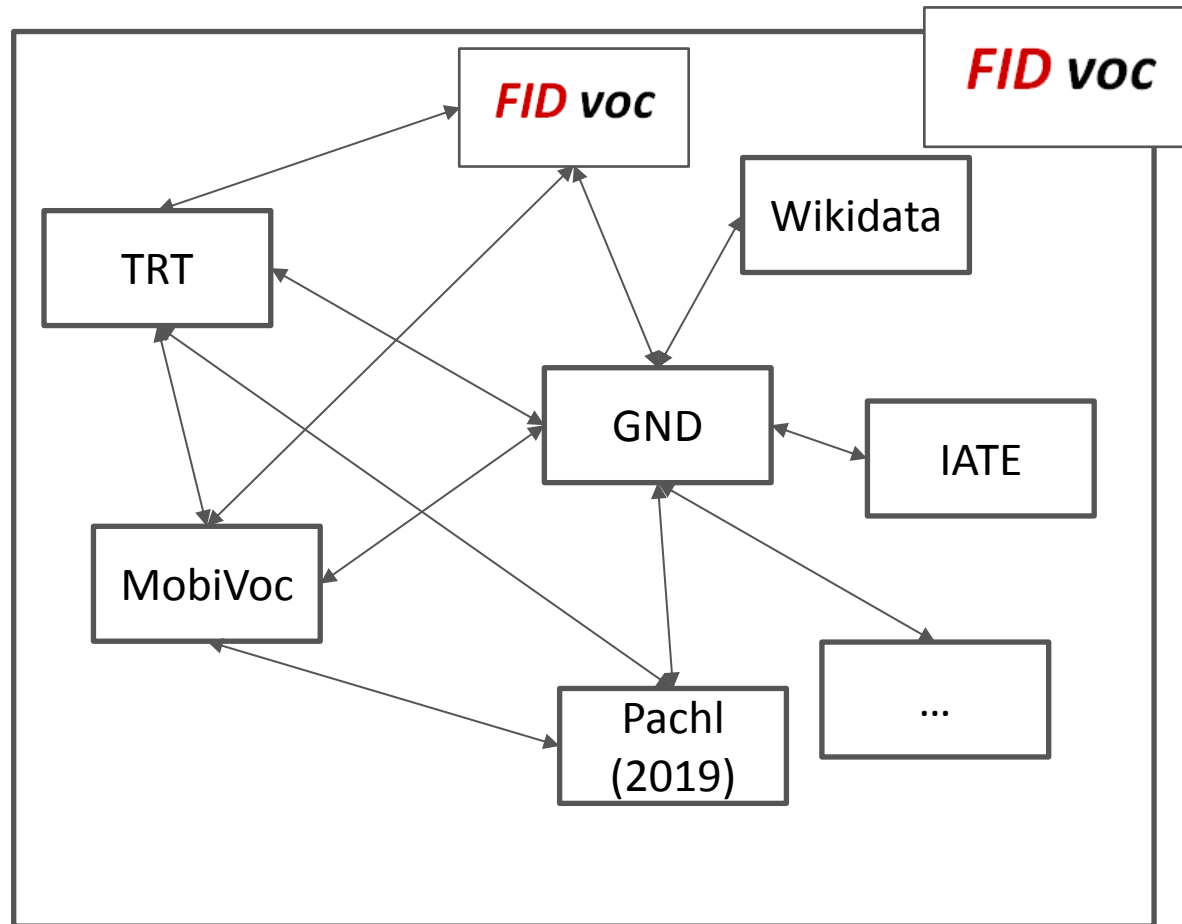 FID voc
FID voc
Wikidata
TRT
GND
IATE
MobiVoc
Pachl
(2019)
...